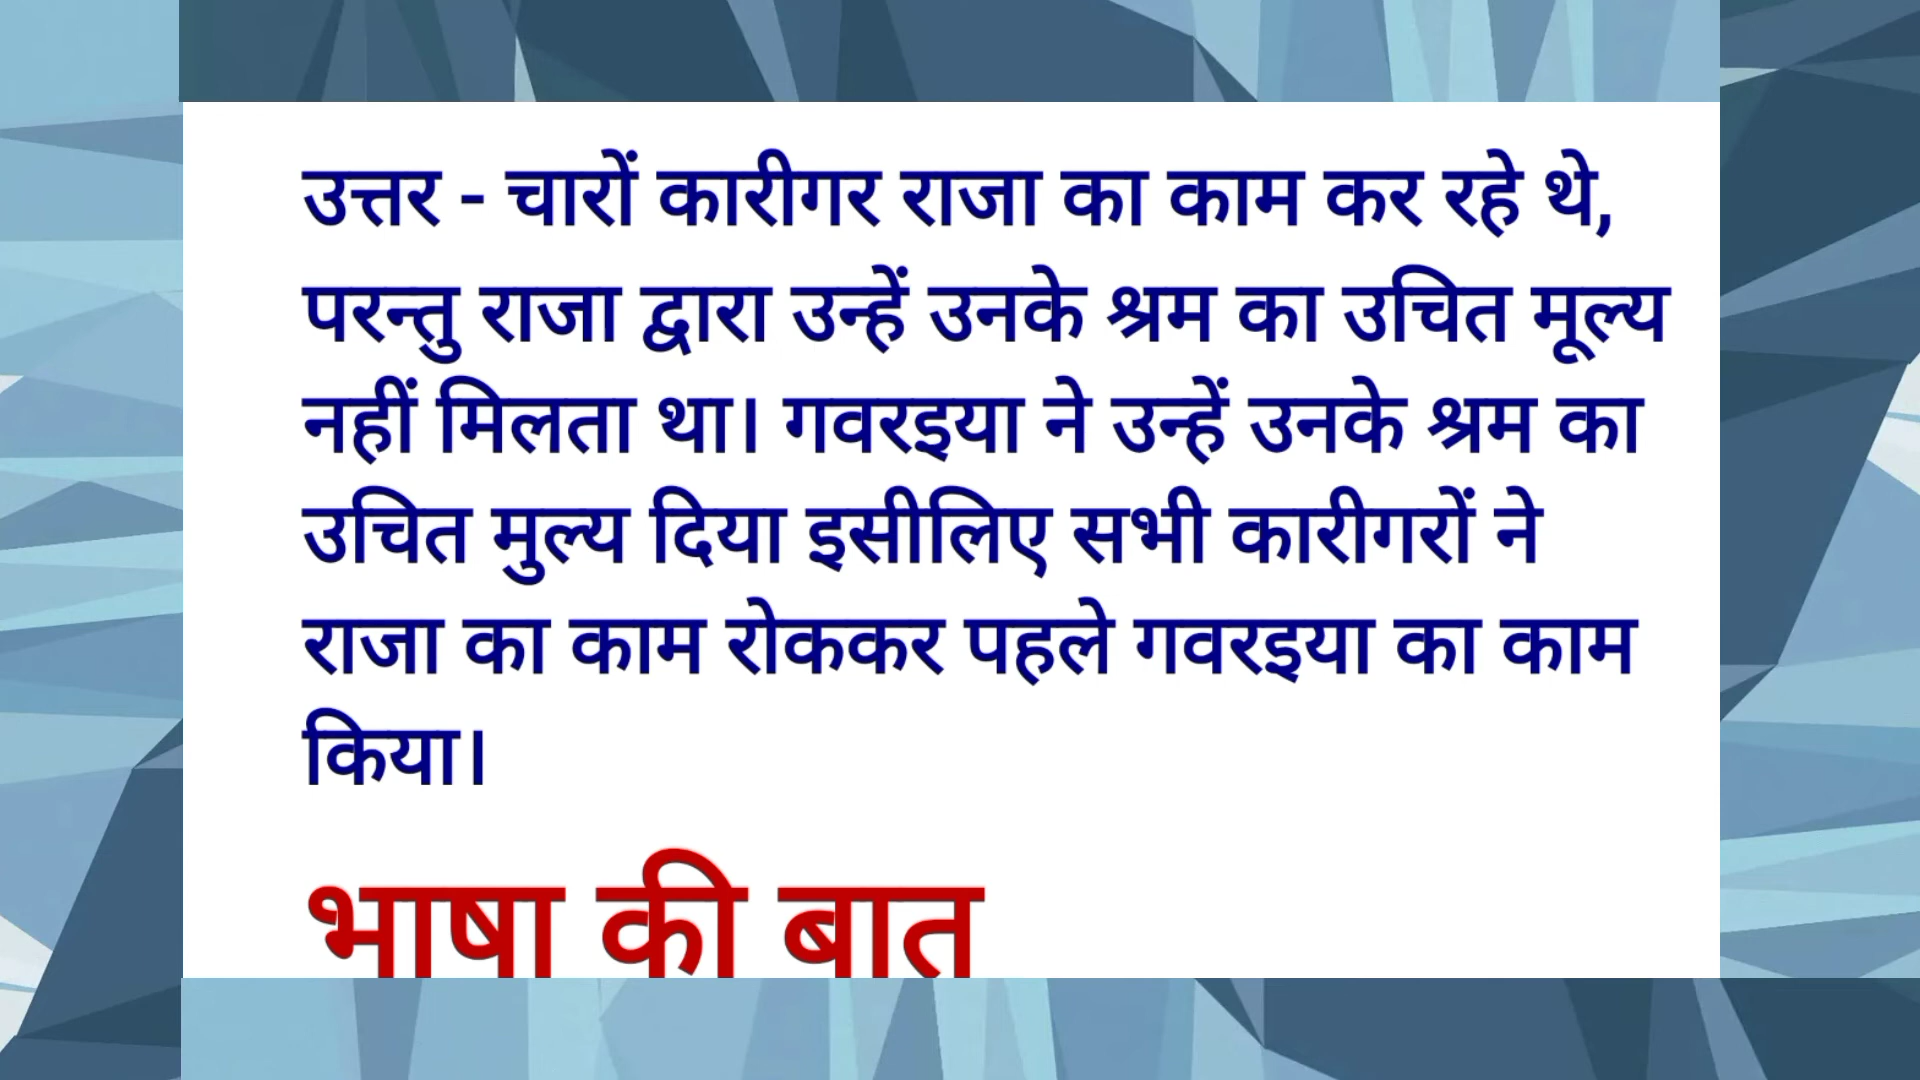 उत्तर - चारों कारीगर राजा का काम कर रहे थे,
परन्तु राजा द्वारा उन्हें उनके श्रम का उचित मूल्य
नहीं मिलता था। गवरइया ने उन्हें उनके श्रम का
उचित मुल्य दिया इसीलिए सभी कारीगरों ने
राजा का काम रोककर पहले गवरइया का काम
किया।
भाषा की बात